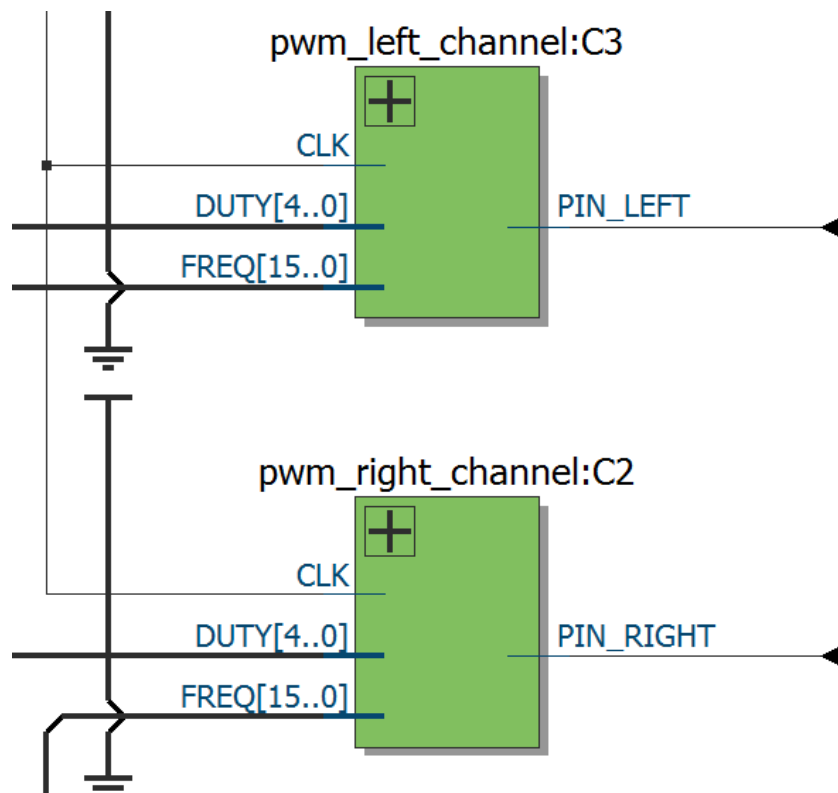 pwm_left_channel:C3
CLK
DUTY[4..0]
PIN_LEFT
FREQ[15..0]
pwm_right_channel:C2
CLK
DUTY[4..0]
PIN_RIGHT
FREQ[15..0]